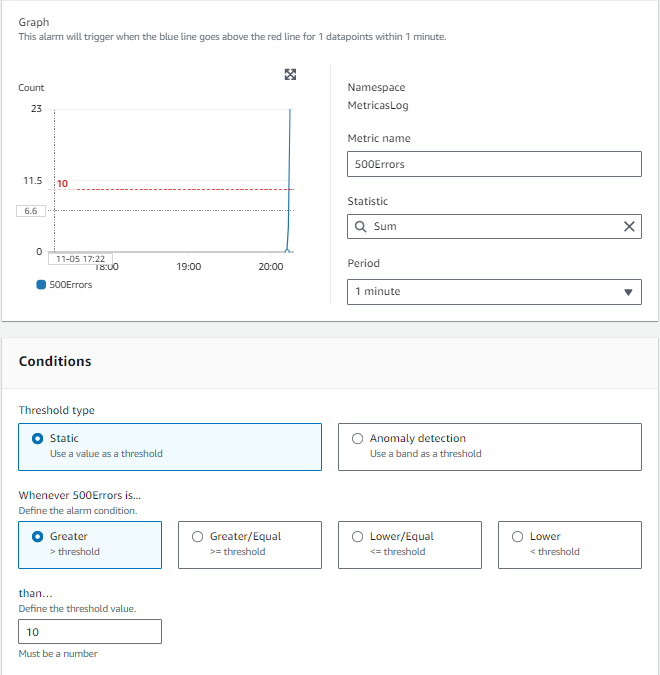 Graph
This alarm will trigger when the blue line goes above the red line for 1 datapoints within 1 minute.
Count
23
11.5
10
6.6
0
11-05 17:22
18:00
19:00
20:00
500Errors
Namespace
MetricasLog
Metric name
500Errors
Statistic
Sum
Period
1 minute
Conditions
Threshold type
Static
Use a value as a threshold
Anomaly detection
Use a band as a threshold
Whenever 500Errors is...
Define the alarm condition.
Greater
> threshold
Greater/Equal
>= threshold
Lower/Equal
<= threshold
Lower
< threshold
than...
Define the threshold value.
10
Must be a number